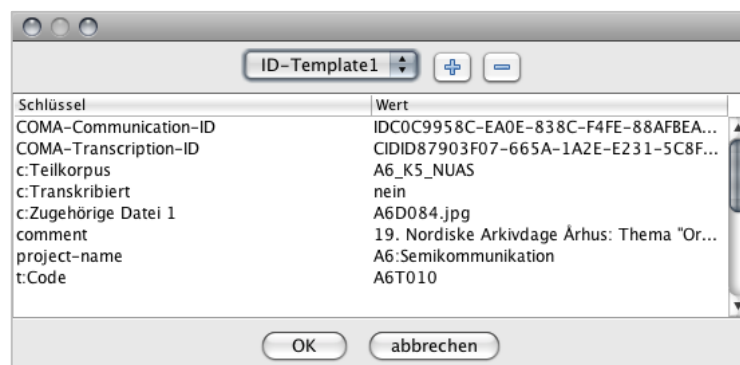 ID-Template1
Schlüssel Wert
COMA-Communication-ID IDC0C9958C-EA0E-838C-F4FE-88AFBEA...
COMA-Transcription-ID CIDID87903F07-665A-1A2E-E231-5C8F...
c:Teilkorpus A6_K5_NUAS
c:Transkribiert nein
c:Zugehörige Datei 1 A6D084.jpg
comment 19. Nordiske Arkivdage Århus: Thema "Or...
project-name A6:Semikommunikation
t:Code A6T010
OK abbrechen